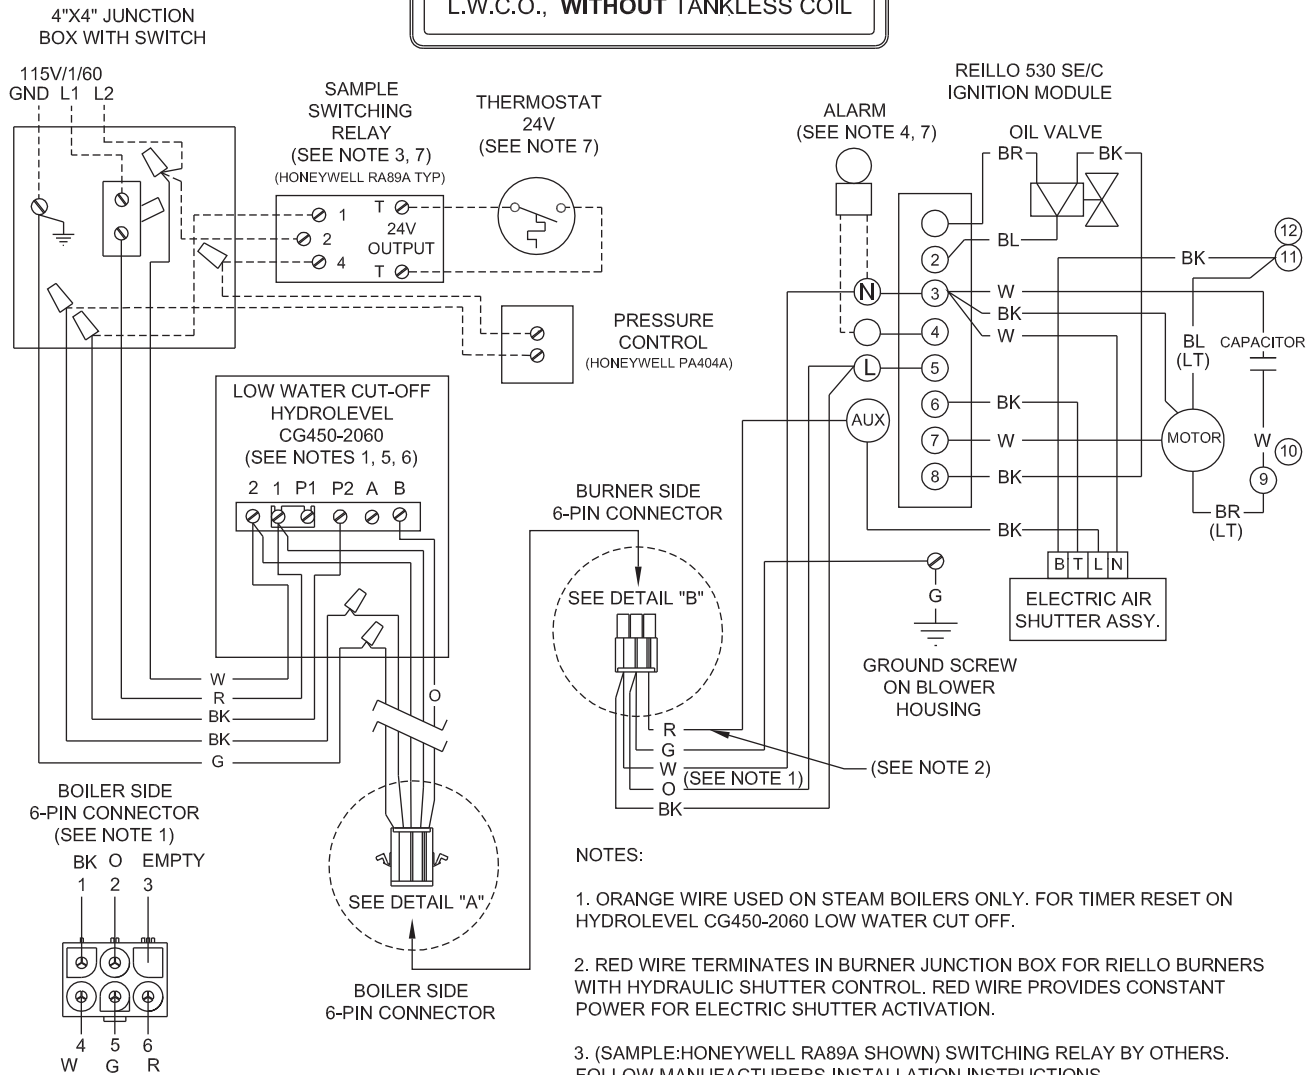 L.W.C.O., WITHOUT TANKLESS COIL
4"X4" JUNCTION
BOX WITH SWITCH
115V/1/60
GND L1 L2
SAMPLE
SWITCHING
RELAY
(SEE NOTE 3, 7)
(HONEYWELL RA89A TYP)
1
2
4
T
24V
OUTPUT
T
THERMOSTAT
24V
(SEE NOTE 7)
PRESSURE
CONTROL
(HONEYWELL PA404A)
ALARM
(SEE NOTE 4, 7)
REILLO 530 SE/C
IGNITION MODULE
OIL VALVE
BR
BK
BL
2
N
3
4
L
5
6
7
8
AUX
W
BK
W
BK
W
BK
BK
BK
12
11
BL
(LT)
CAPACITOR
MOTOR
W
10
9
BR
(LT)
B T L N
ELECTRIC AIR
SHUTTER ASSY.
G
GROUND SCREW
ON BLOWER
HOUSING
LOW WATER CUT-OFF
HYDROLEVEL
CG450-2060
(SEE NOTES 1, 5, 6)
2 1 P1 P2 A B
W
R
BK
BK
G
O
BURNER SIDE
6-PIN CONNECTOR
SEE DETAIL "B"
R
G
W
(SEE NOTE 1)
O
BK
(SEE NOTE 2)
SEE DETAIL "A"
BOILER SIDE
6-PIN CONNECTOR
BOILER SIDE
6-PIN CONNECTOR
(SEE NOTE 1)
BK O EMPTY
1 2 3
4 5 6
W G R
NOTES:
1. ORANGE WIRE USED ON STEAM BOILERS ONLY. FOR TIMER RESET ON
HYDROLEVEL CG450-2060 LOW WATER CUT OFF.
2. RED WIRE TERMINATES IN BURNER JUNCTION BOX FOR RIELLO BURNERS
WITH HYDRAULIC SHUTTER CONTROL. RED WIRE PROVIDES CONSTANT
POWER FOR ELECTRIC SHUTTER ACTIVATION.
3. (SAMPLE:HONEYWELL RA89A SHOWN) SWITCHING RELAY BY OTHERS.
FOLLOW MANUFACTURERS INSTALLATION INSTRUCTIONS